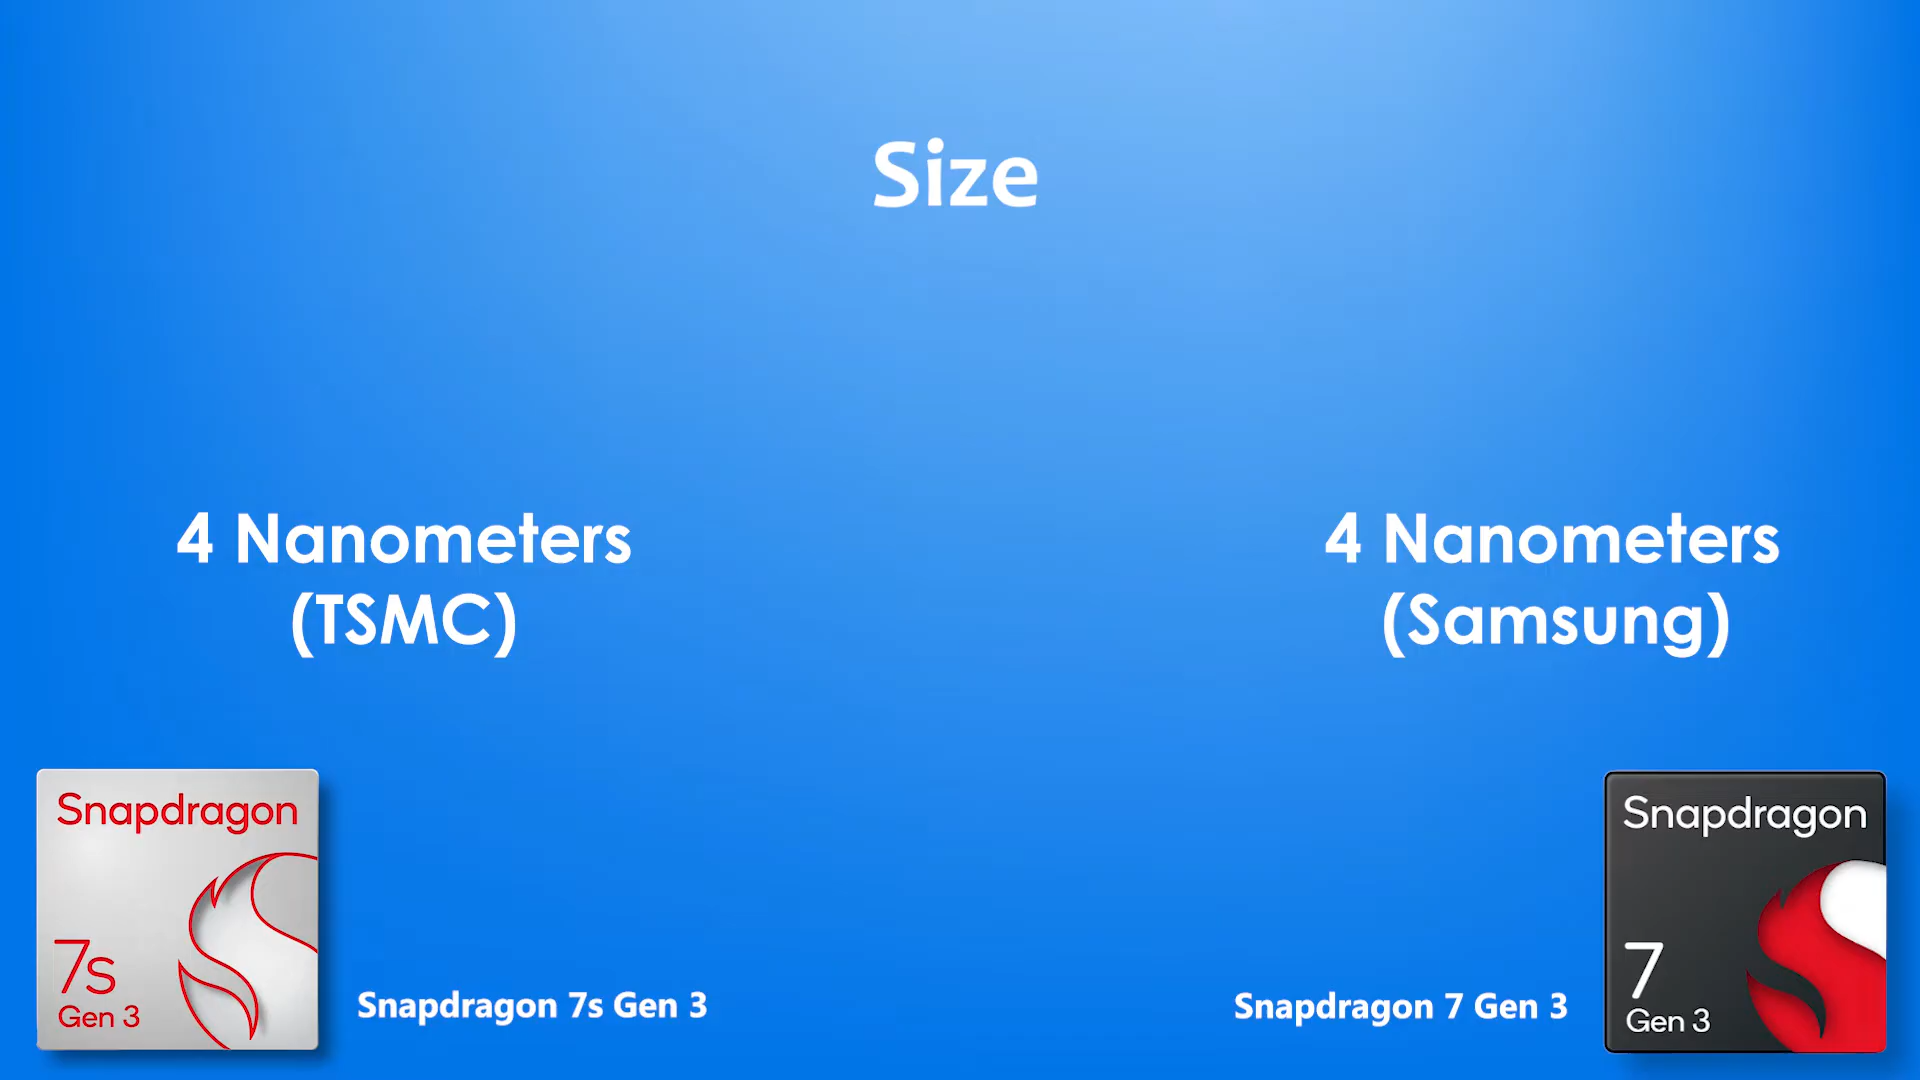 Size
4 Nanometers
(TSMC)
4 Nanometers
(Samsung)
Snapdragon
7s
Gen 3
Snapdragon 7s Gen 3
Snapdragon 7 Gen 3
Snapdragon
7
Gen 3